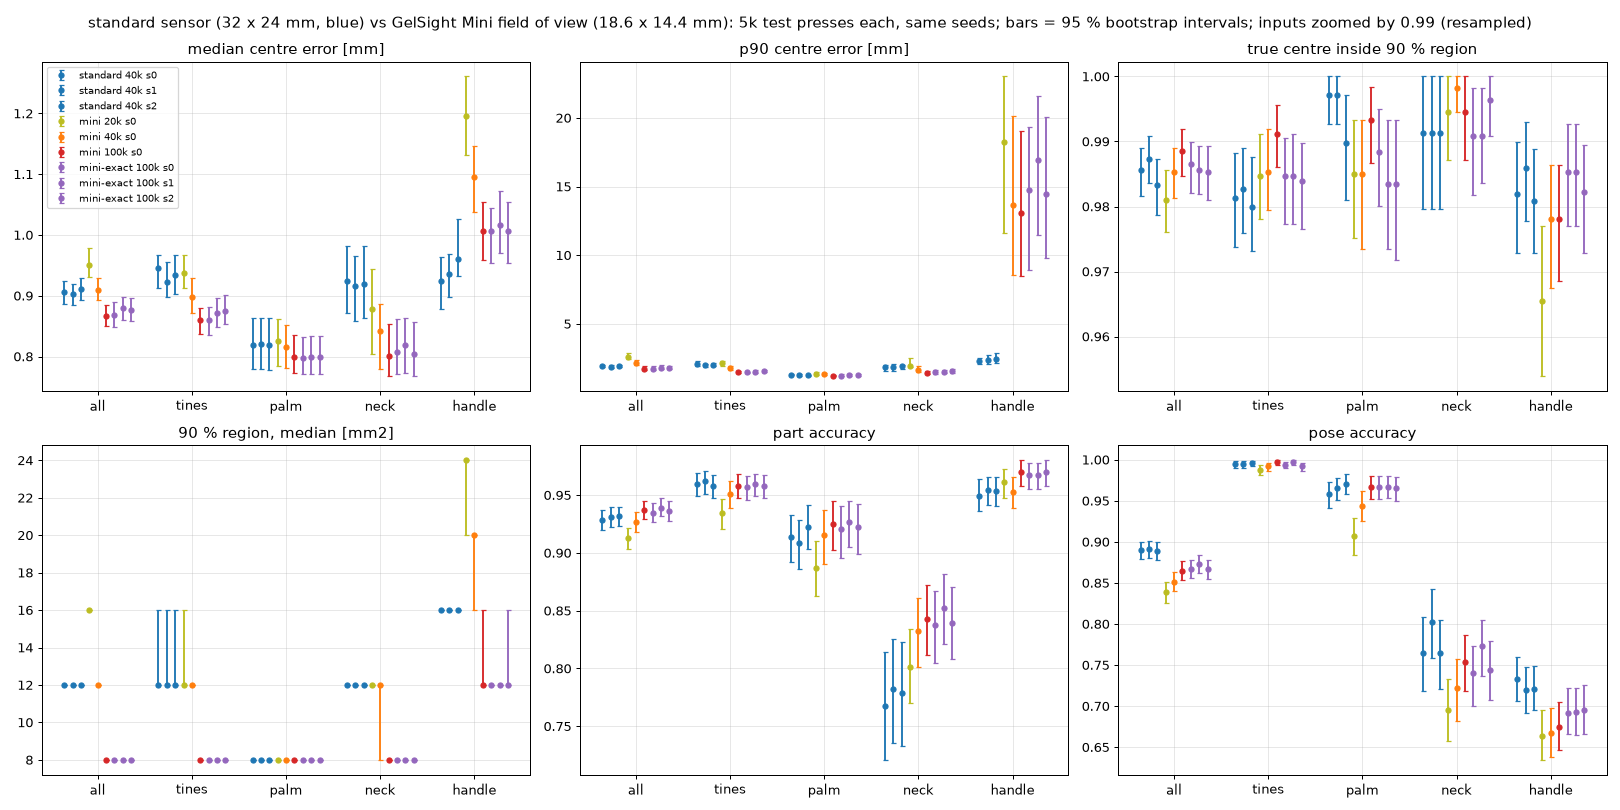 standard sensor (32 x 24 mm, blue) vs GelSight Mini field of view (18.6 x 14.4 mm): 5k test presses each, same seeds; bars = 95 % bootstrap intervals; inputs zoomed by 0.99 (resampled)
median centre error [mm]
1.2
1.1
1.0
0.9
0.8
standard 40k s0
standard 40k s1
standard 40k s2
mini 20k s0
mini 40k s0
mini 100k s0
mini-exact 100k s0
mini-exact 100k s1
mini-exact 100k s2
all tines palm neck handle
p90 centre error [mm]
20
15
10
5
all tines palm neck handle
true centre inside 90 % region
1.00
0.99
0.98
0.97
0.96
all tines palm neck handle
90 % region, median [mm2]
24
22
20
18
16
14
12
10
8
all tines palm neck handle
part accuracy
0.95
0.90
0.85
0.80
0.75
all tines palm neck handle
pose accuracy
1.00
0.95
0.90
0.85
0.80
0.75
0.70
0.65
all tines palm neck handle